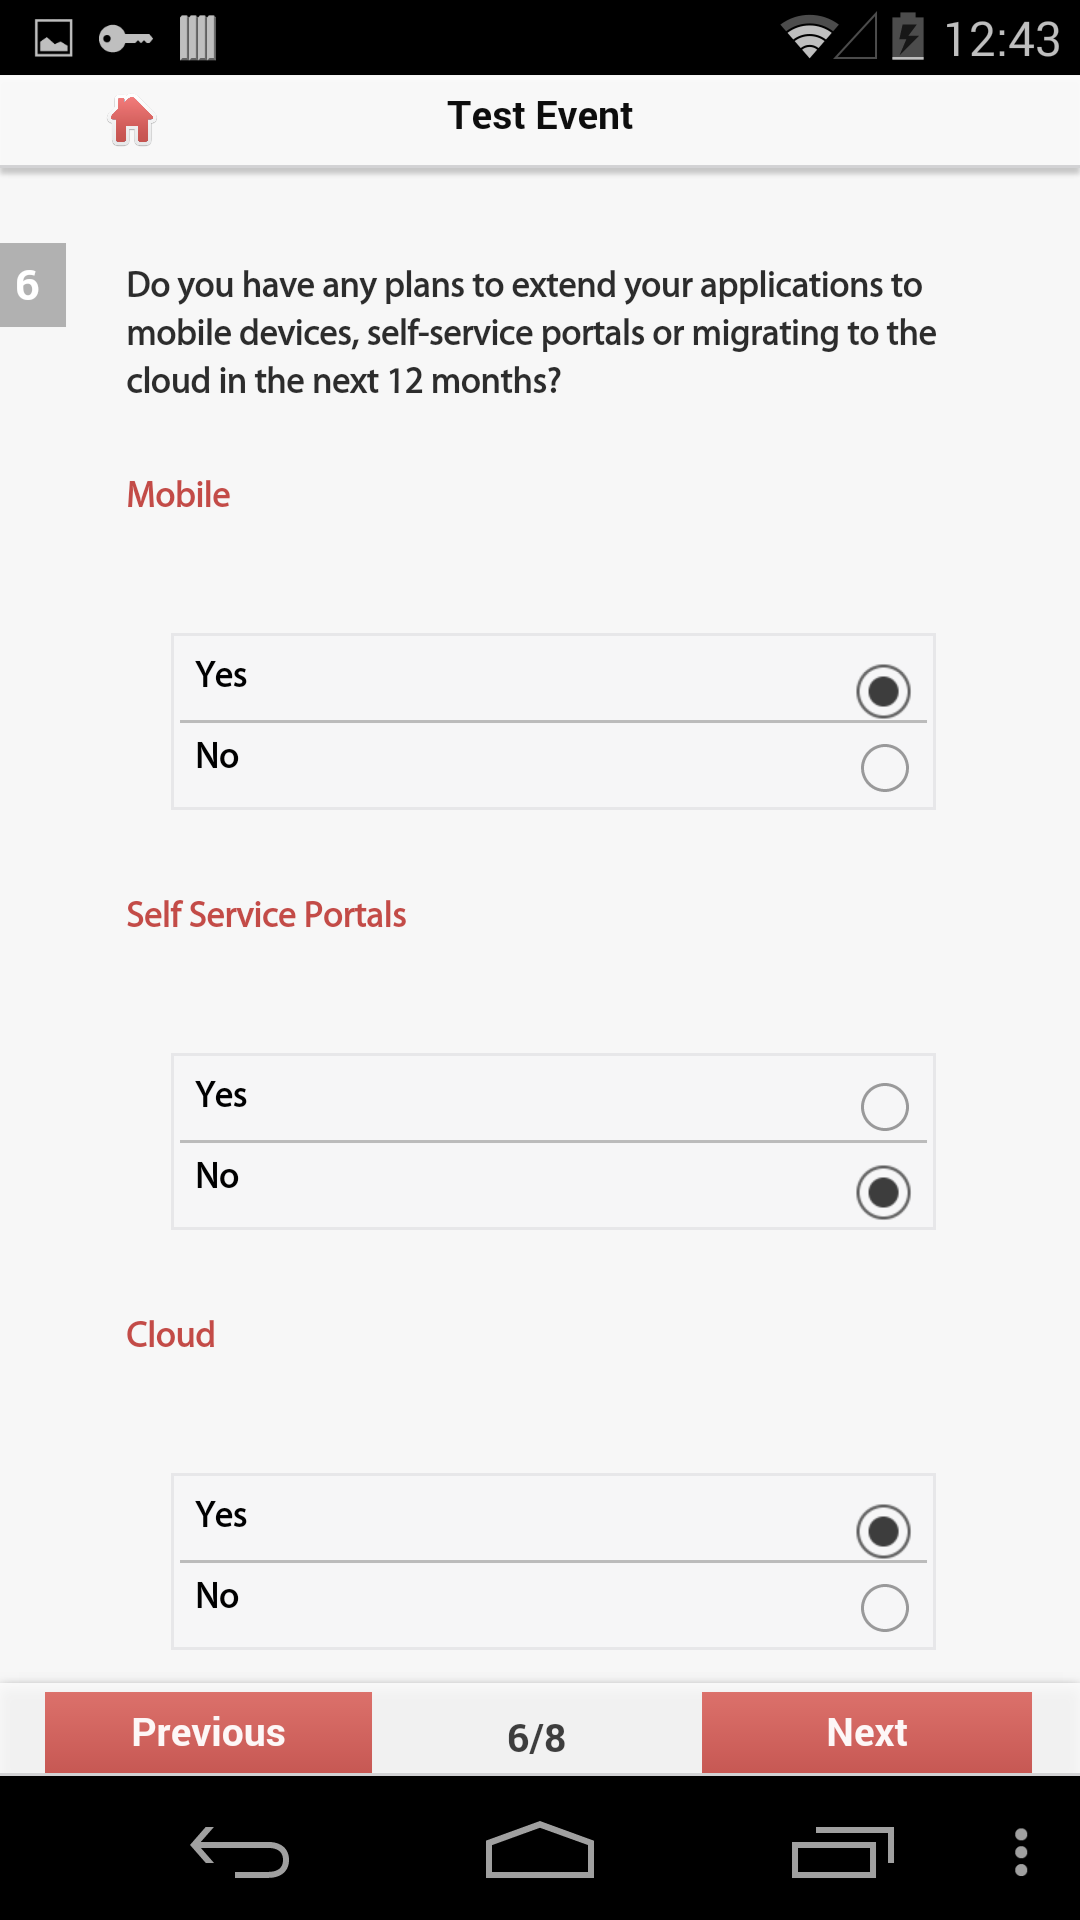 12:43
Test Event
6
Do you have any plans to extend your applications to
mobile devices, self-service portals or migrating to the
cloud in the next 12 months?
Mobile
Yes
No
Self Service Portals
Yes
No
Cloud
Yes
No
Previous
6/8
Next